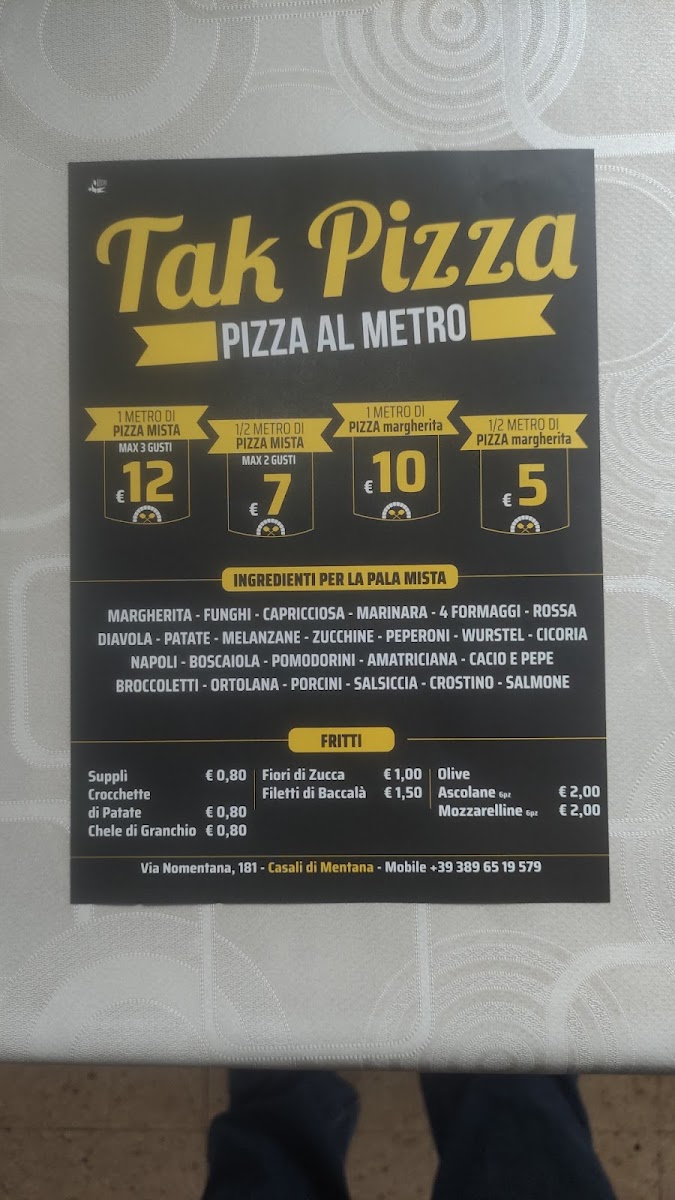 Tak Pizza
PIZZA AL METRO
1 METRO DI
PIZZA MISTA
MAX 3 GUSTI
€ 12
1/2 METRO DI
PIZZA MISTA
MAX 2 GUSTI
€ 7
1 METRO DI
PIZZA margherita
€ 10
1/2 METRO DI
PIZZA margherita
€ 5
INGREDIENTI PER LA PALA MISTA
MARGHERITA - FUNGHI - CAPRICCIOSA - MARINARA - 4 FORMAGGI - ROSSA
DIAVOLA - PATATE - MELANZANE - ZUCCHINE - PEPERONI - WURSTEL - CICORIA
NAPOLI - BOSCAIOLA - POMODORINI - AMATRICIANA - CACIO E PEPE
BROCCOLETTI - ORTOLANA - PORCINI - SALSICCIA - CROSTINO - SALMONE
FRITTI
Supplì € 0,80
Crocchette
di Patate € 0,80
Chele di Granchio € 0,80
Fiori di Zucca € 1,00
Filetti di Baccalà € 1,50
Olive
Ascolane 6pz € 2,00
Mozzarelline 6pz € 2,00
Via Nomentana, 181 - Casali di Mentana - Mobile +39 389 65 19 579